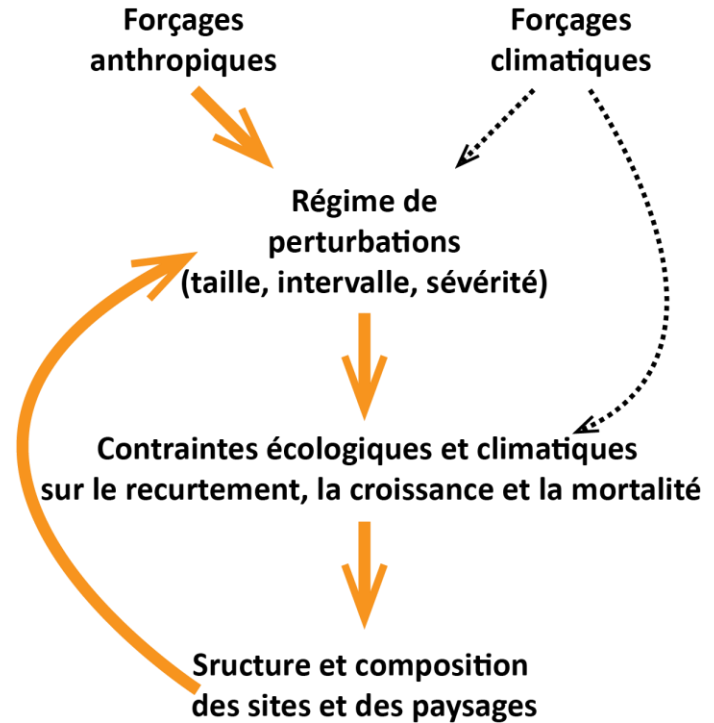 Forçages
anthropiques
Forçages
climatiques
Régime de
perturbations
(taille, intervalle, sévérité)
Contraintes écologiques et climatiques
sur le recurtement, la croissance et la mortalité
Sructure et composition
des sites et des paysages